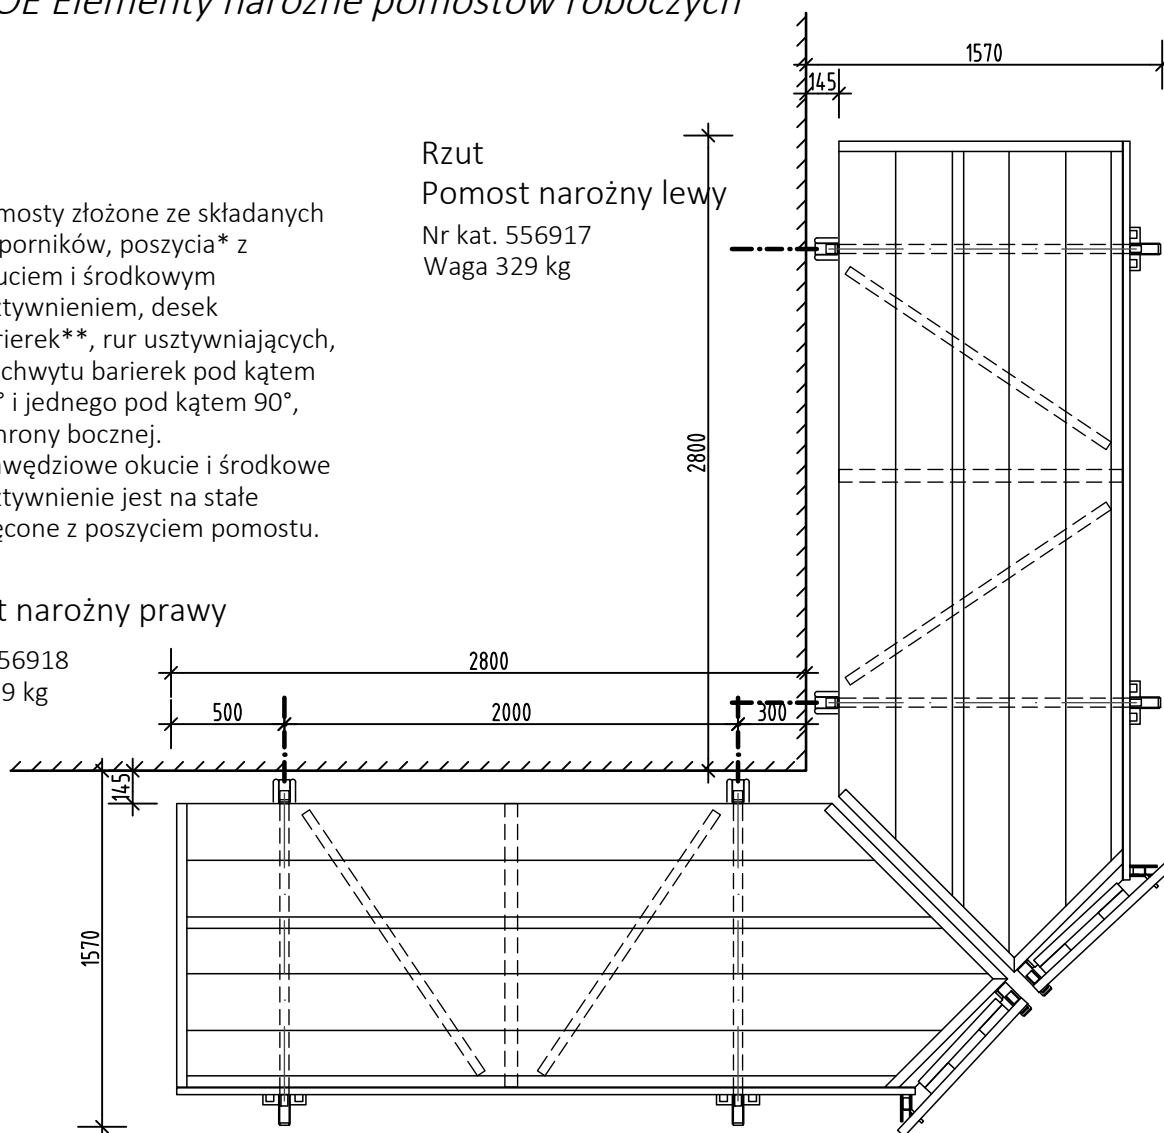 OE Elementy narożne pomostów roboczych
Rzut
Pomost narożny lewy
Nr kat. 556917
Waga 329 kg
mosty złożone ze składanych
porników, poszycia* z
uciem i środkowym
ztywnieniem, desek
rierek**, rur usztywniających,
chwytu barierek pod kątem
° i jednego pod kątem 90°,
hrony bocznej.
awędziowe okucie i środkowe
ztywnienie jest na stałe
ęcone z poszyciem pomostu.
t narożny prawy
56918
9 kg
1570
145
2800
2800
500
2000
300
145
1570